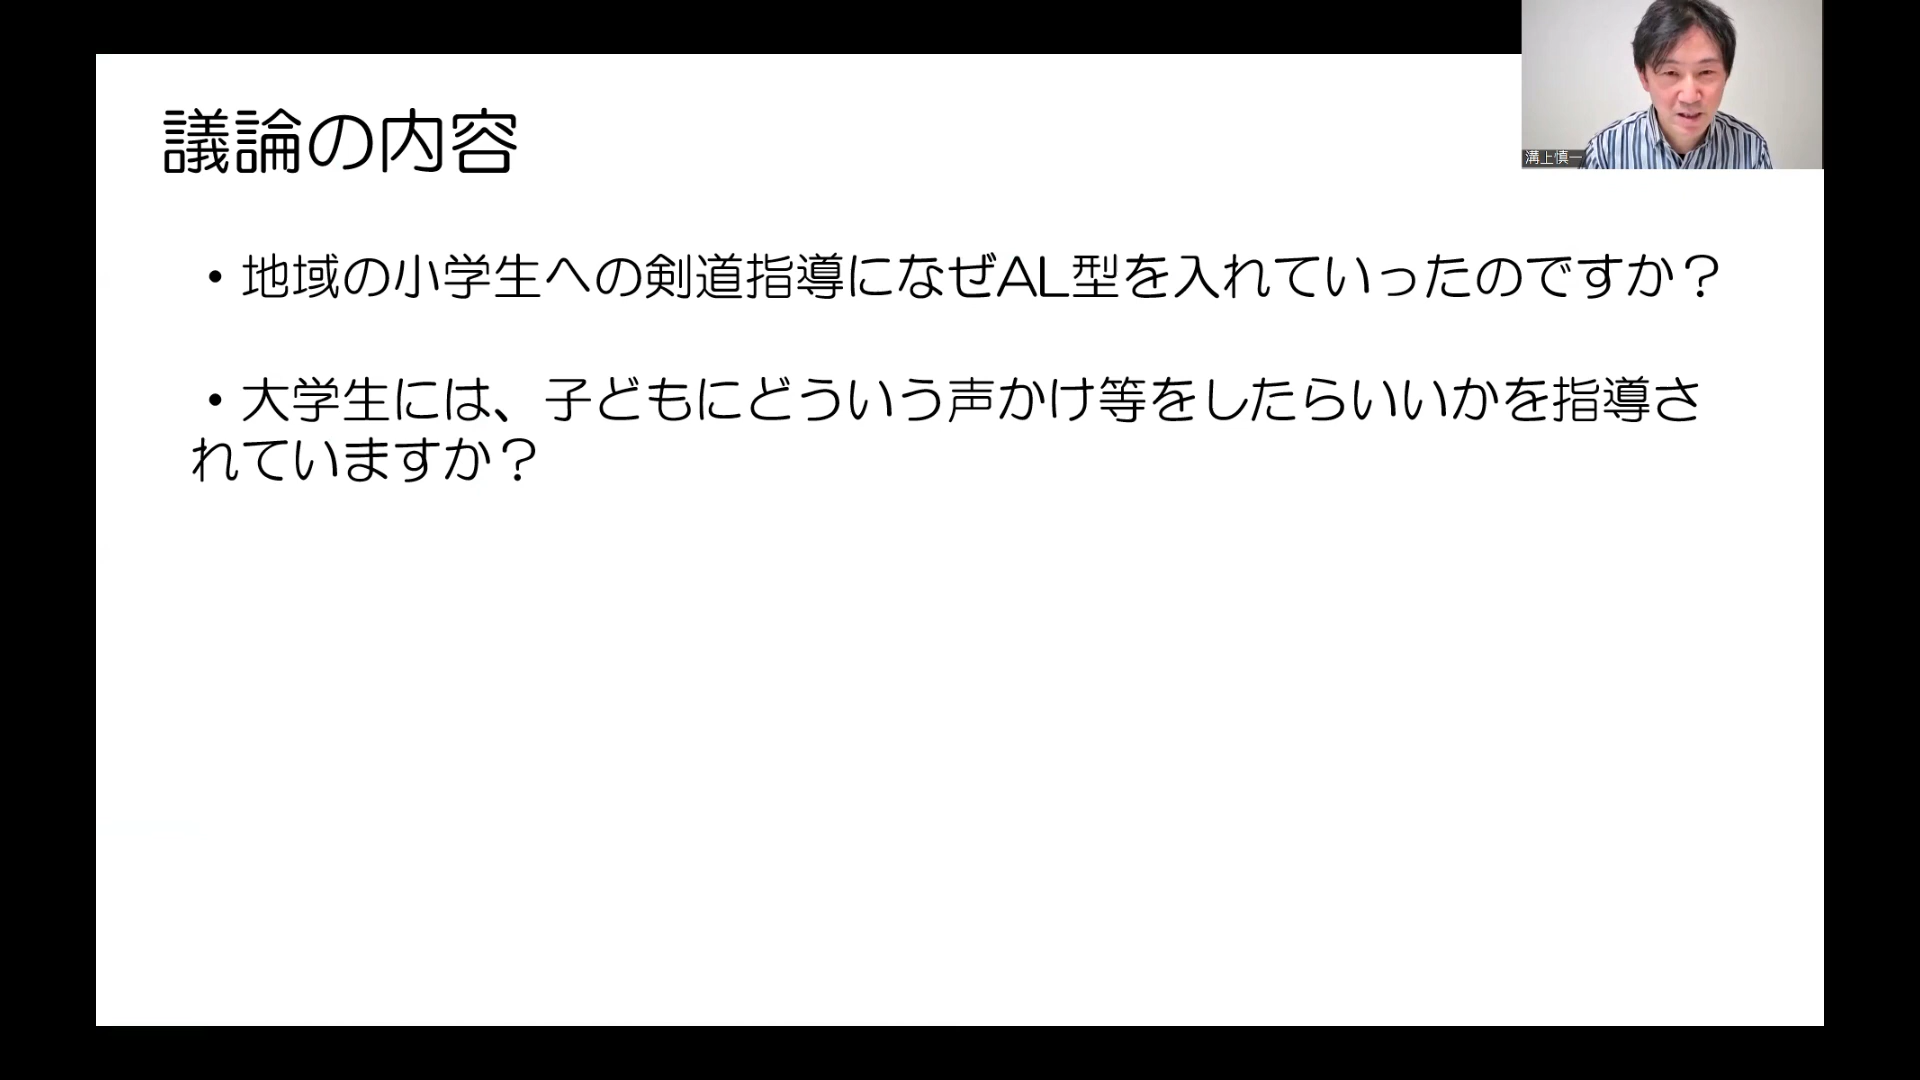 議論の内容
・地域の小学生への剣道指導になぜAL型を入れていったのですか？
・大学生には、子どもにどういう声かけ等をしたらいいかを指導さ
れていますか？
溝上慎一